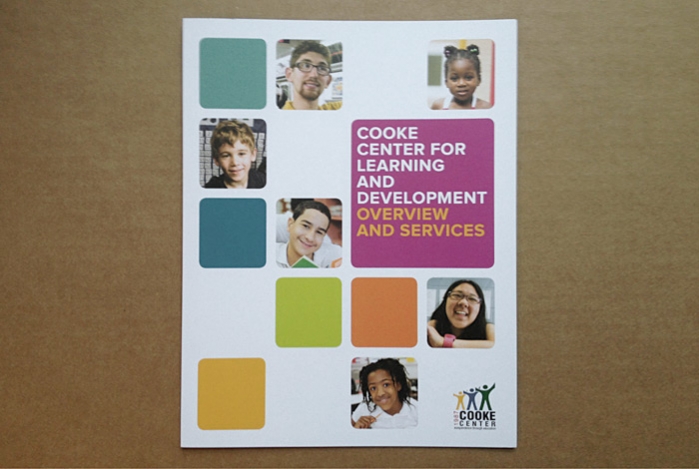 COOKE
CENTER FOR
LEARNING
AND
DEVELOPMENT
OVERVIEW
AND SERVICES
COOKE
CENTER